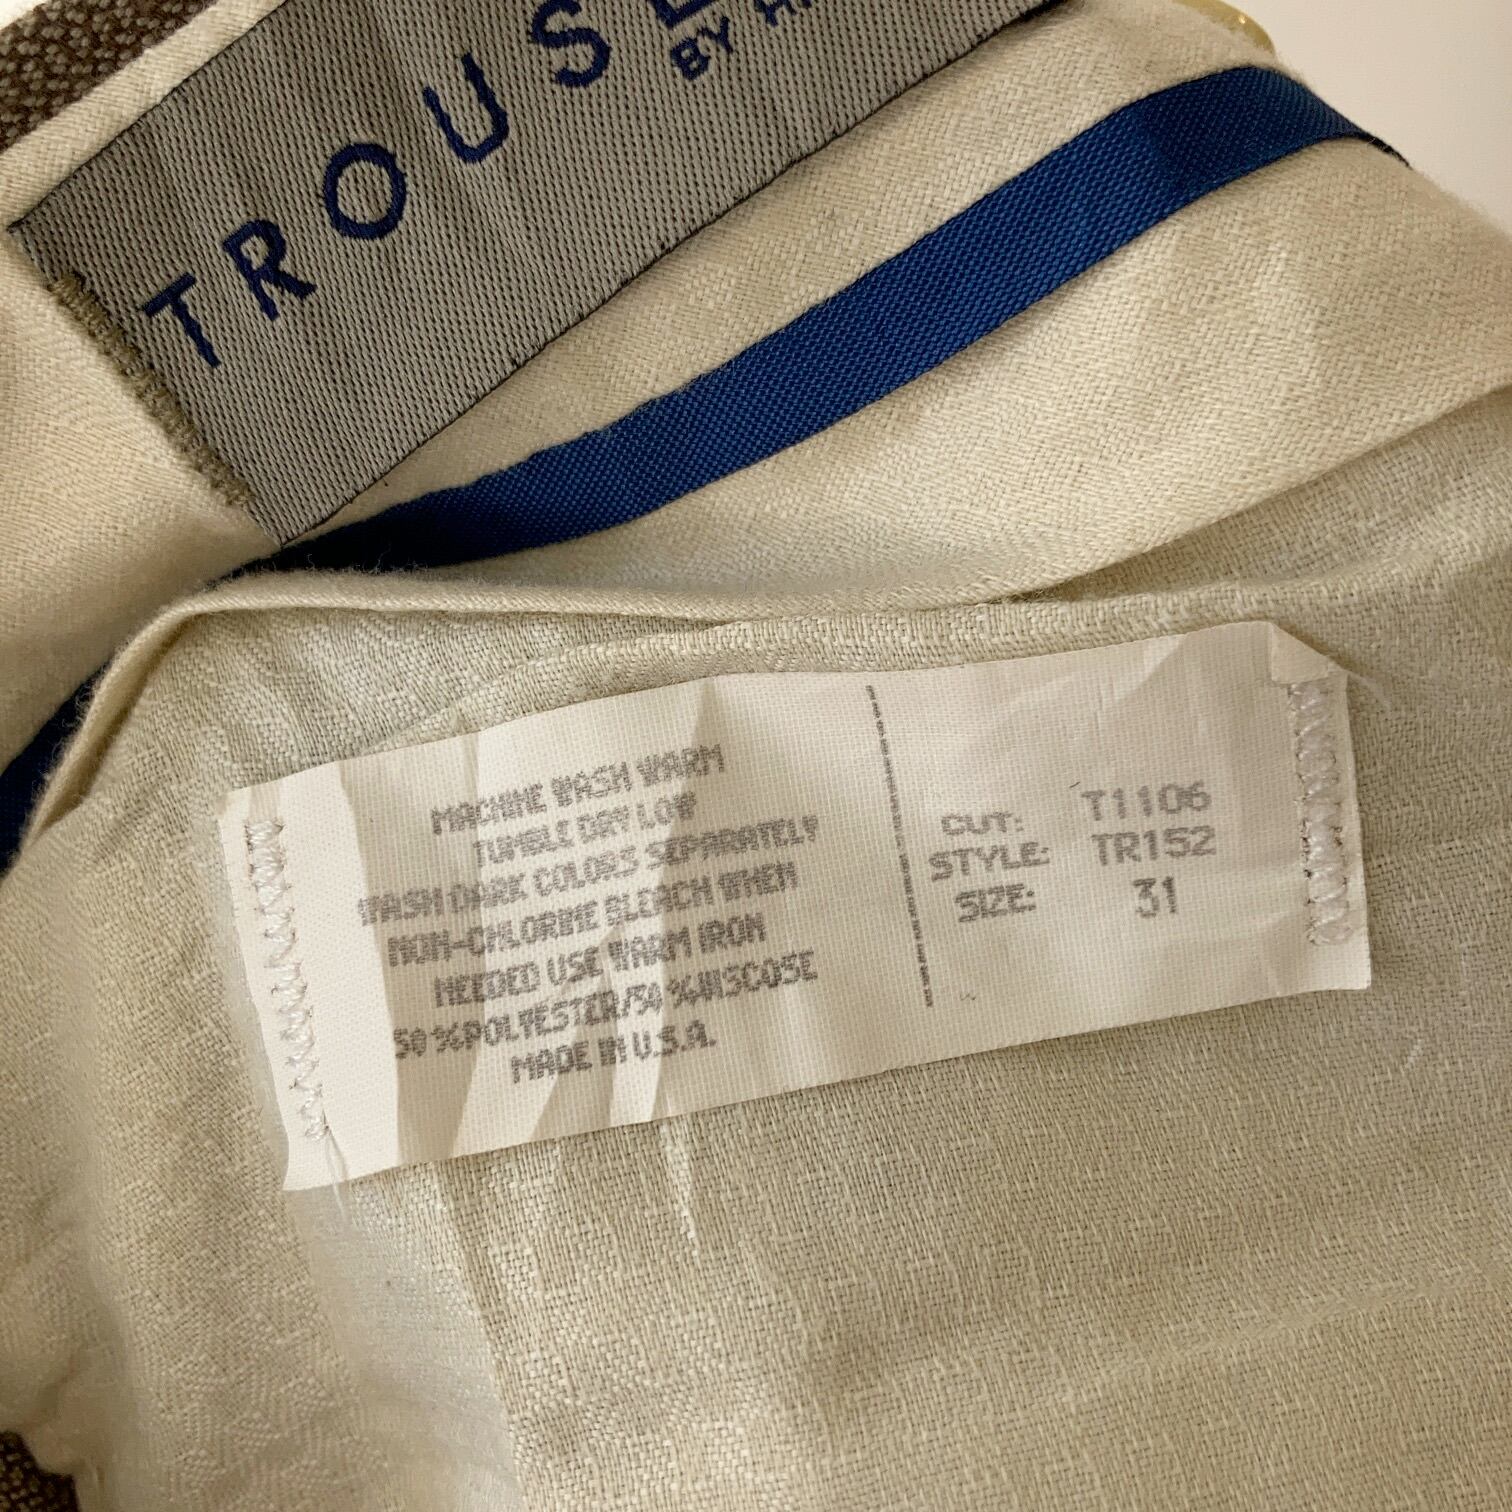 TROUSE
BY H
MACHINE WASH WARM
TUMBLE DRY LOW
WASH DARK COLORS SEPARATELY
NON-CHLORINE BLEACH WHEN
NEEDED USE WARM IRON
50%POLYESTER/50%VISCOSE
MADE IN U.S.A.
CUT: T1106
STYLE: TR152
SIZE: 31